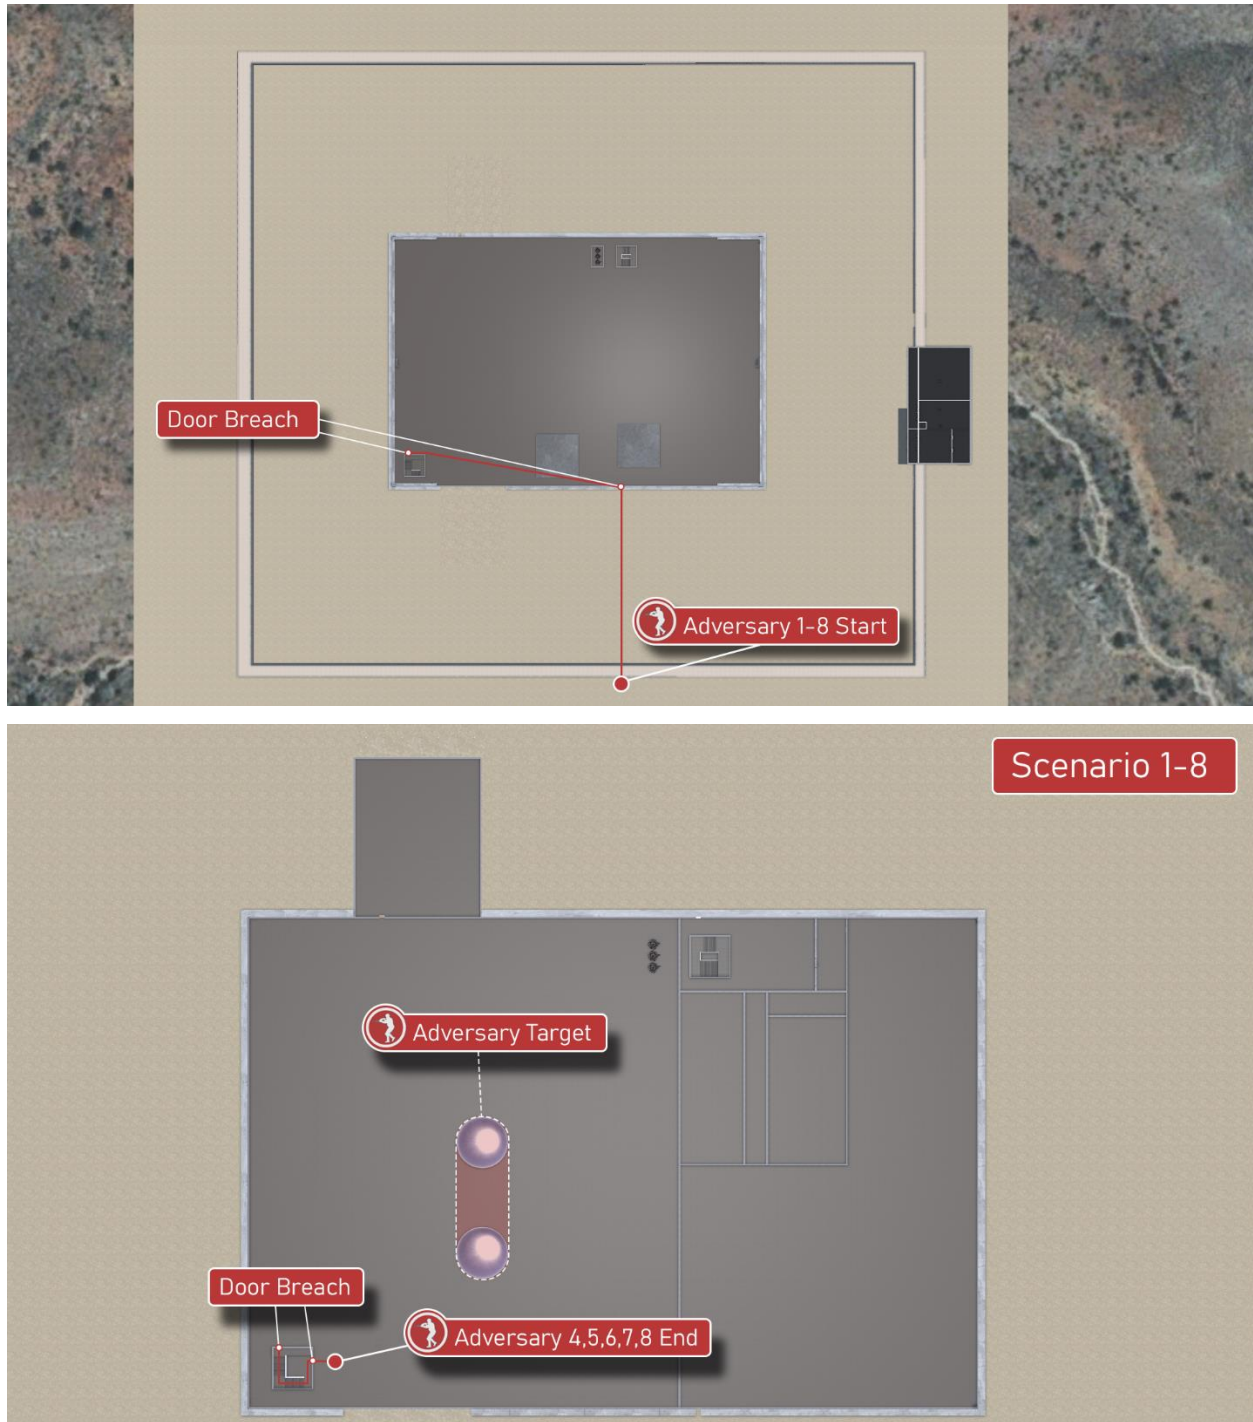 Door Breach
Adversary 1-8 Start
Scenario 1-8
Adversary Target
Door Breach
Adversary 4,5,6,7,8 End